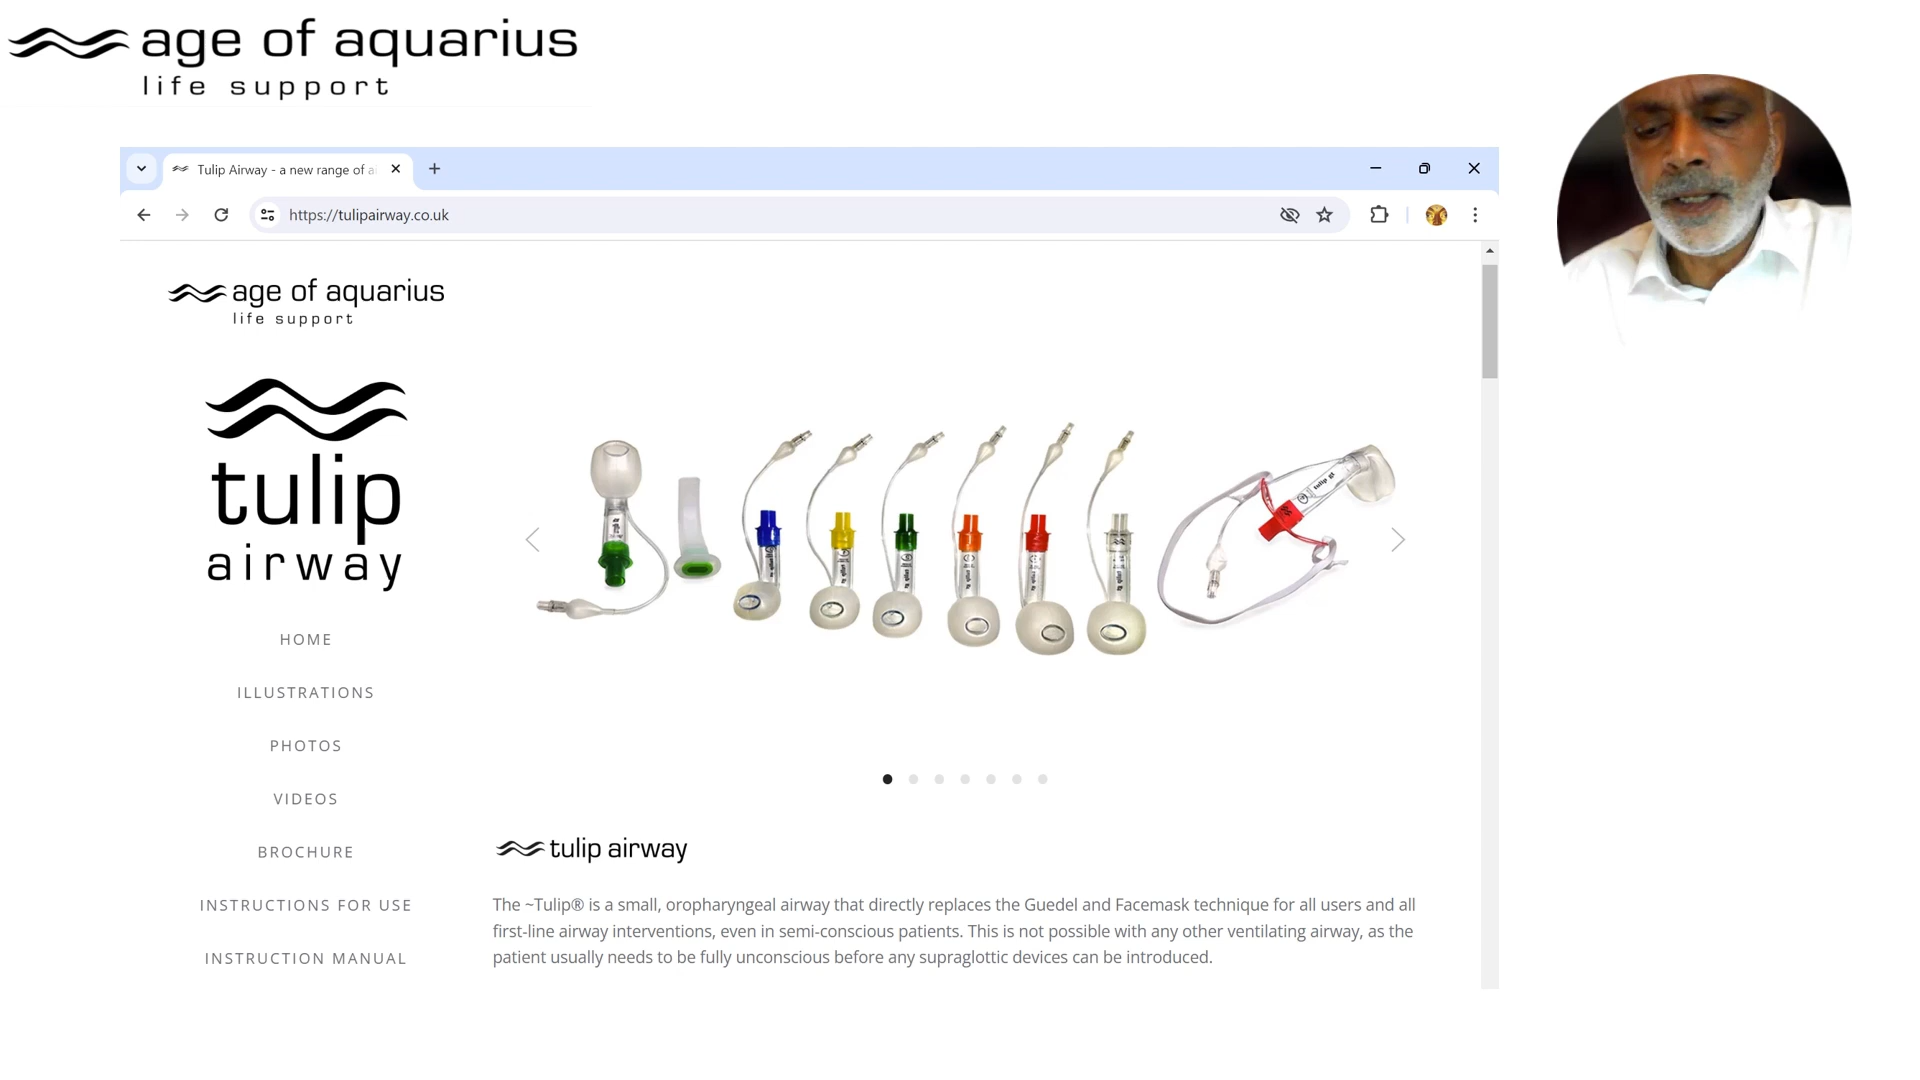 age of aquarius
life support
Tulip Airway - a new range of a
https://tulipairway.co.uk
age of aquarius
life support
tulip
airway
HOME
ILLUSTRATIONS
PHOTOS
VIDEOS
BROCHURE
INSTRUCTIONS FOR USE
INSTRUCTION MANUAL
tulip airway
The ~Tulip® is a small, oropharyngeal airway that directly replaces the Guedel and Facemask technique for all users and all
first-line airway interventions, even in semi-conscious patients. This is not possible with any other ventilating airway, as the
patient usually needs to be fully unconscious before any supraglottic devices can be introduced.